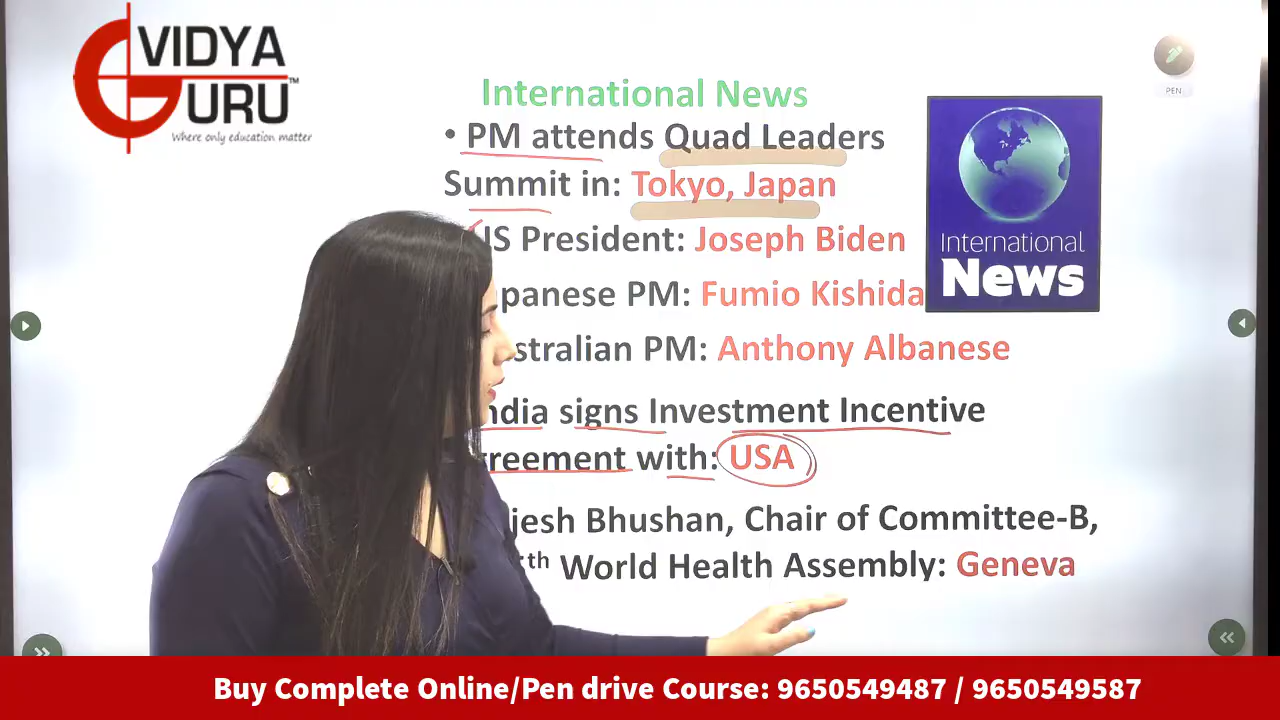 VIDYA
GURU™
Where only education matter
PEN
International News
• PM attends Quad Leaders
Summit in: Tokyo, Japan
US President: Joseph Biden
panese PM: Fumio Kishida
stralian PM: Anthony Albanese
ndia signs Investment Incentive
reement with: USA
jesh Bhushan, Chair of Committee-B,
th World Health Assembly: Geneva
International
News
Buy Complete Online/Pen drive Course: 9650549487 / 9650549587